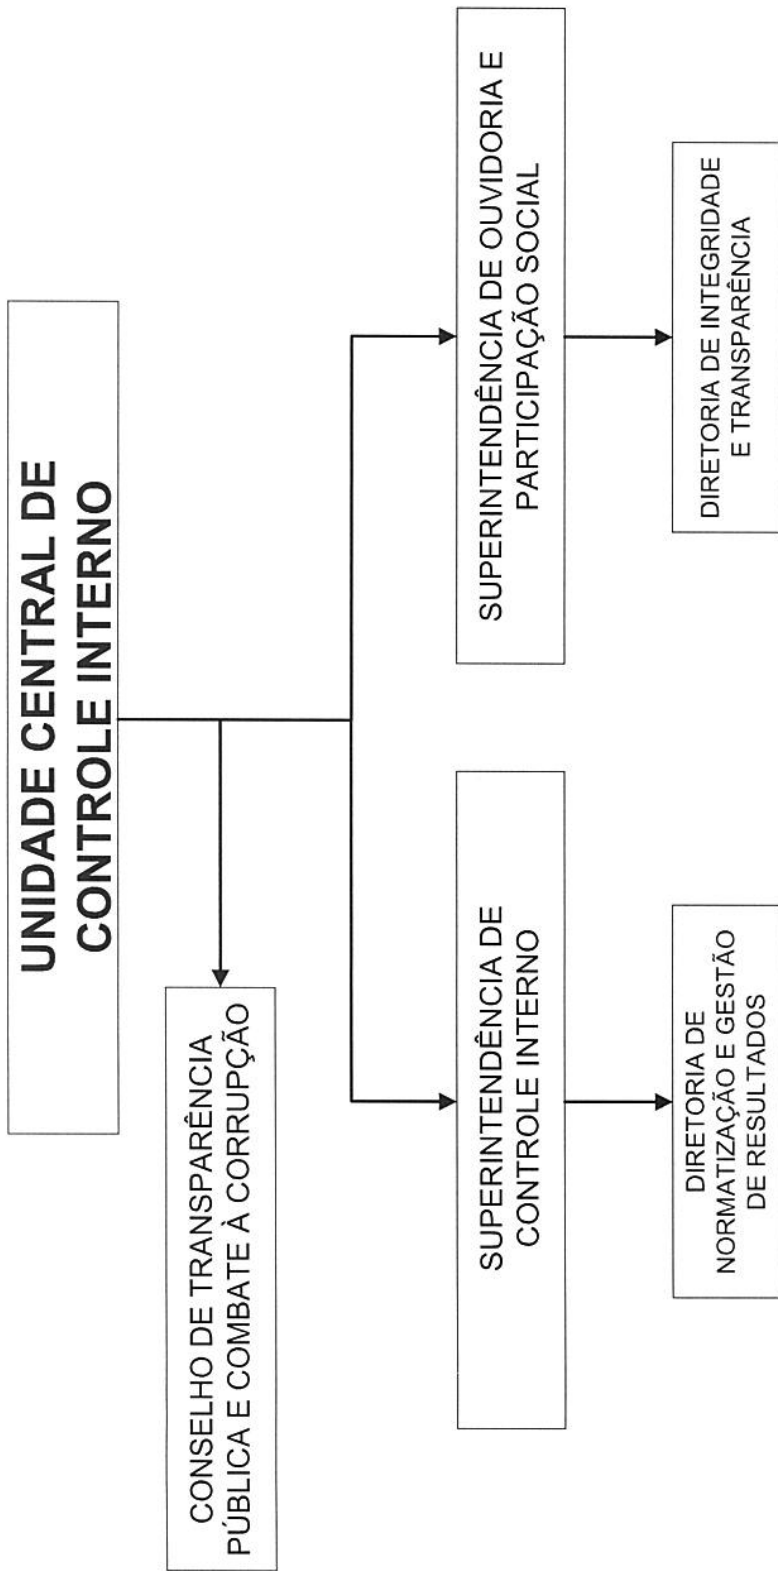 UNIDADE CENTRAL DE
CONTROLE INTERNO
CONSELHO DE TRANSPARÊNCIA
PÚBLICA E COMBATE À CORRUPÇÃO
SUPERINTENDÊNCIA DE
CONTROLE INTERNO
SUPERINTENDÊNCIA DE OUVIDORIA E
PARTICIPAÇÃO SOCIAL
DIRETORIA DE
NORMATIZAÇÃO E GESTÃO
DE RESULTADOS
DIRETORIA DE INTEGRIDADE
E TRANSPARÊNCIA